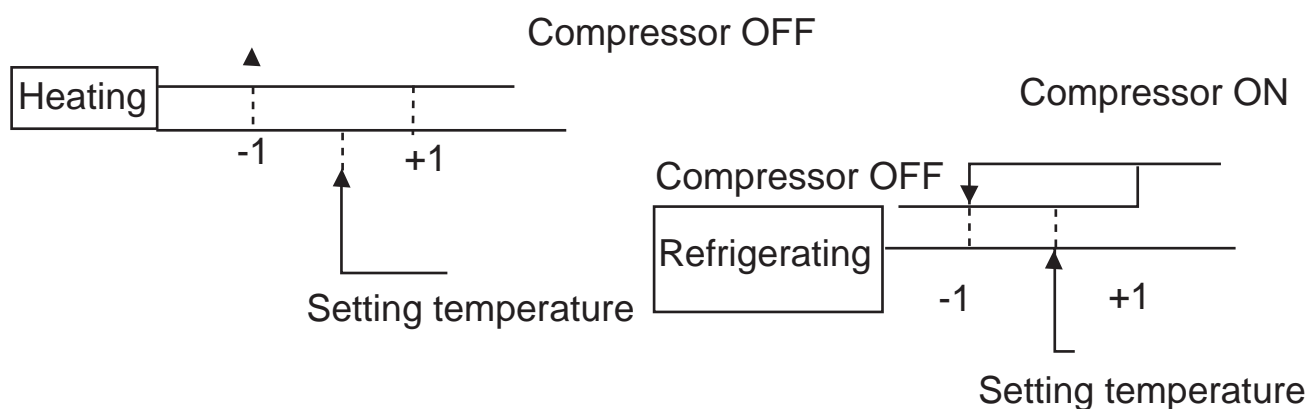 Compressor OFF
Heating
-1
+1
Setting temperature
Compressor ON
Compressor OFF
Refrigerating
-1
+1
Setting temperature